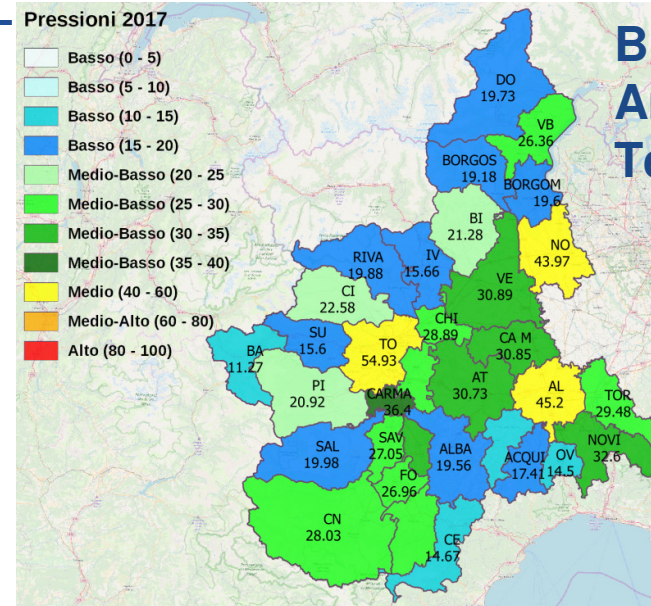 Pressioni 2017
Basso (0 - 5)
Basso (5 - 10)
Basso (10 - 15)
Basso (15 - 20)
Medio-Basso (20 - 25
Medio-Basso (25 - 30)
Medio-Basso (30 - 35)
Medio-Basso (35 - 40)
Medio (40 - 60)
Medio-Alto (60 - 80)
Alto (80 - 100)
B
DO
19.73
VB
26.36
BORGOS
19.18
BORGOM
19.6
BI
21.28
NO
43.97
RIVA
19.88
IV
15.66
VE
30.89
CI
22.58
CHI
28.89
SU
15.6
TO
54.93
CA M
30.85
BA
11.27
PI
20.92
CARMA
36.4
AT
30.73
AL
45.2
TOR
29.48
SAL
19.98
SAV
27.05
ALBA
19.56
ACQUI
17.41
OV
14.5
NOVI
32.6
FO
26.96
CN
28.03
CE
14.67